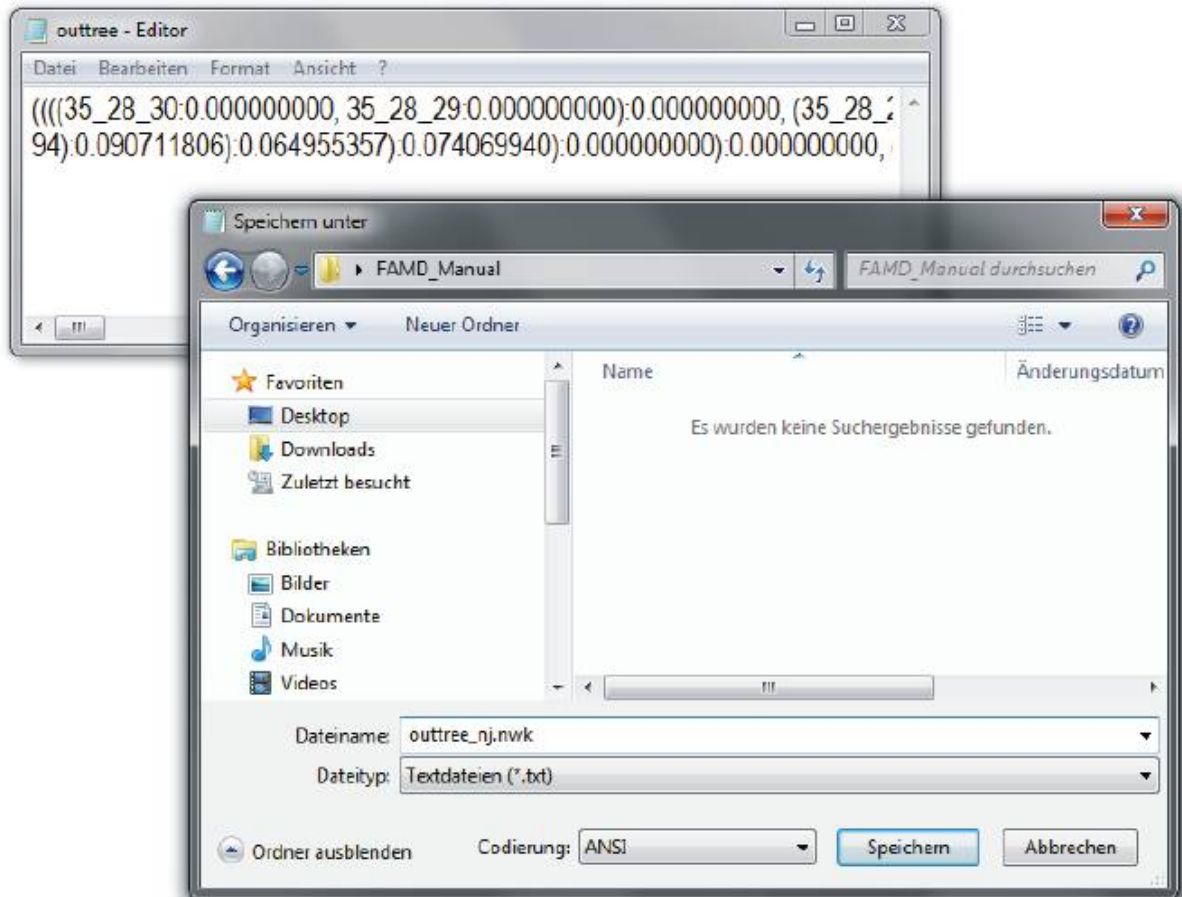 outtree - Editor
Datei Bearbeiten Format Ansicht ?
((((35_28_30:0.000000000, 35_28_29:0.000000000):0.000000000, (35_28_
94):0.090711806):0.064955357):0.074069940):0.000000000):0.000000000,
Speichern unter
FAMD_Manual
FAMD_Manual durchsuchen
Organisieren Neuer Ordner
Favoriten
Desktop
Downloads
Zuletzt besucht
Bibliotheken
Bilder
Dokumente
Musik
Videos
Name Änderungsdatum
Es wurden keine Suchergebnisse gefunden.
Dateiname: outtree_nj.nwk
Dateityp: Textdateien (*.txt)
Ordner ausblenden Codierung: ANSI Speichern Abbrechen